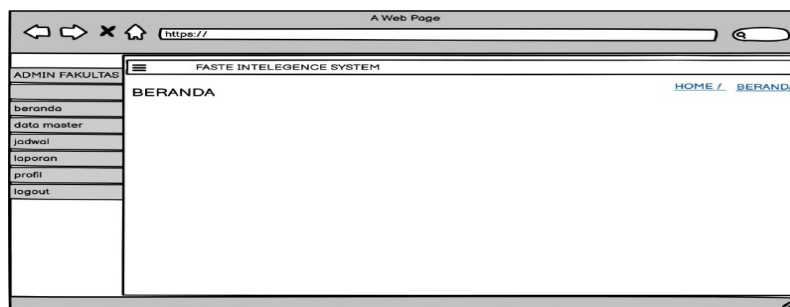 A Web Page
https://
ADMIN FAKULTAS
beranda
data master
jadwal
laporan
profil
logout
FASTE INTELEGENCE SYSTEM
BERANDA
HOME / BERANDA